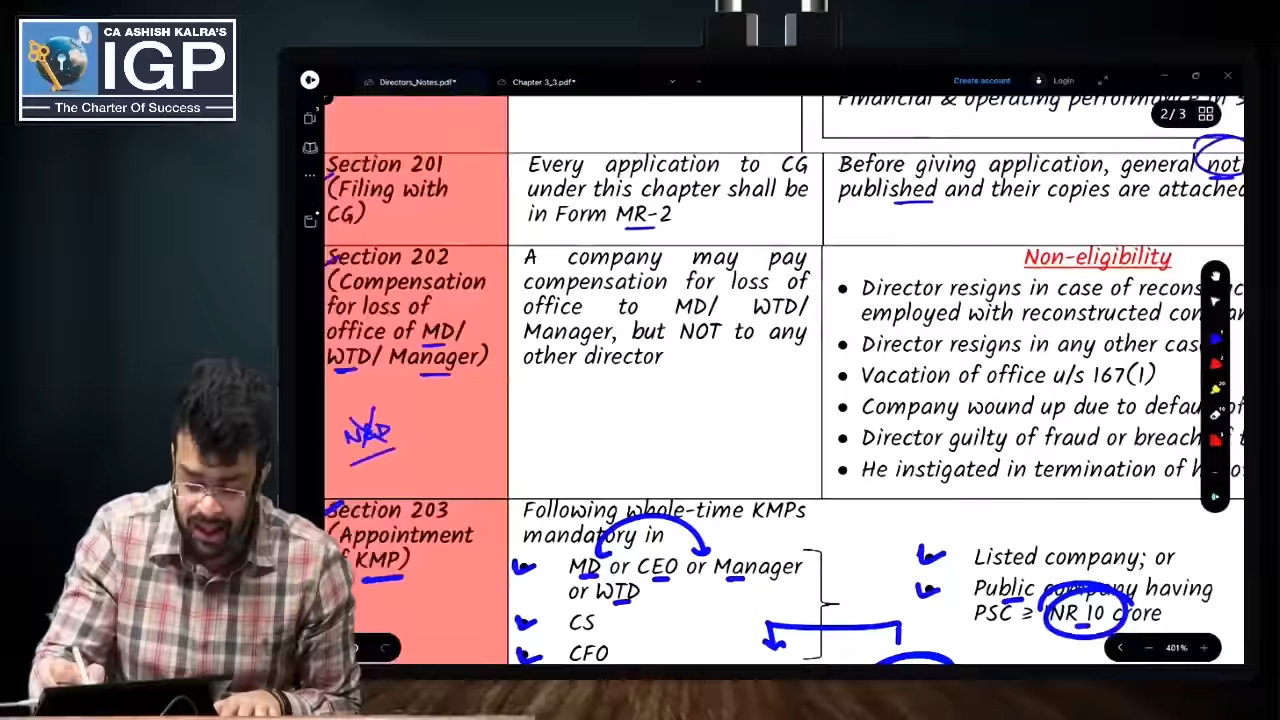 CA ASHISH KALRA'S
IGP
The Charter Of Success
Directors_Notes.pdf*
Chapter 3_3.pdf*
Create account
Login
Financial & operating performance in
2/3
Section 201
(Filing with
CG)
Every application to CG
under this chapter shall be
in Form MR-2
Before giving application, general
published and their copies are attached
Section 202
(Compensation
for loss of
office of MD/
WTD/ Manager)
A company may pay
compensation for loss of
office to MD/ WTD/
Manager, but NOT to any
other director
Non-eligibility
Director resigns in case of
employed with reconstructed
Director resigns in any other
Vacation of office u/s 167(1)
Company wound up due to
Director guilty of fraud or breach
He instigated in termination of
Section 203
(Appointment
KMP)
Following whole-time KMPs
mandatory in
MD or CEO or Manager
or WTD
CS
CFO
Listed company; or
Public company having
PSC ≥ INR 10 crore
401%